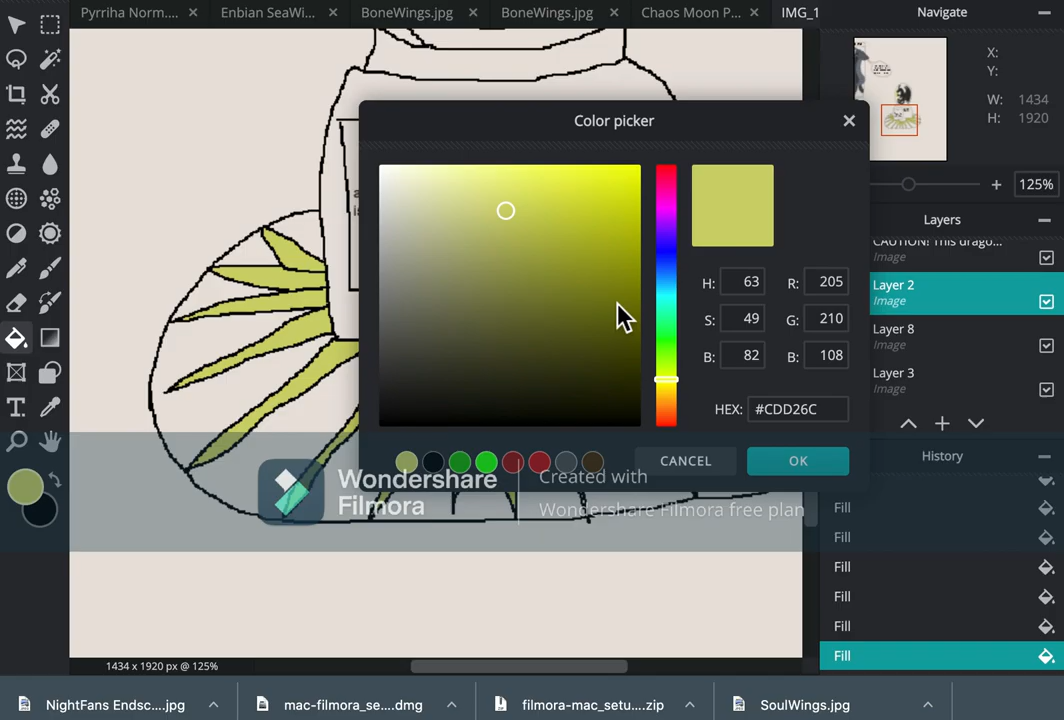 Pyrriha Norm....
Enbian SeaWi...
BoneWings.jpg
BoneWings.jpg
Chaos Moon P...
IMG_1
Navigate
X:
Y:
W: 1434
H: 1920
125%
Color picker
Layers
CAUTION! This drago...
Image
Layer 2
Image
Layer 8
Image
Layer 3
Image
H: 63
R: 205
S: 49
G: 210
B: 82
B: 108
HEX: #CDD26C
CANCEL
OK
History
Wondershare
Filmora
Created with
Wondershare Filmora free plan
Fill
Fill
Fill
Fill
Fill
Fill
1434 x 1920 px @ 125%
NightFans Endsc....jpg
mac-filmora_se....dmg
filmora-mac_setu....zip
SoulWings.jpg